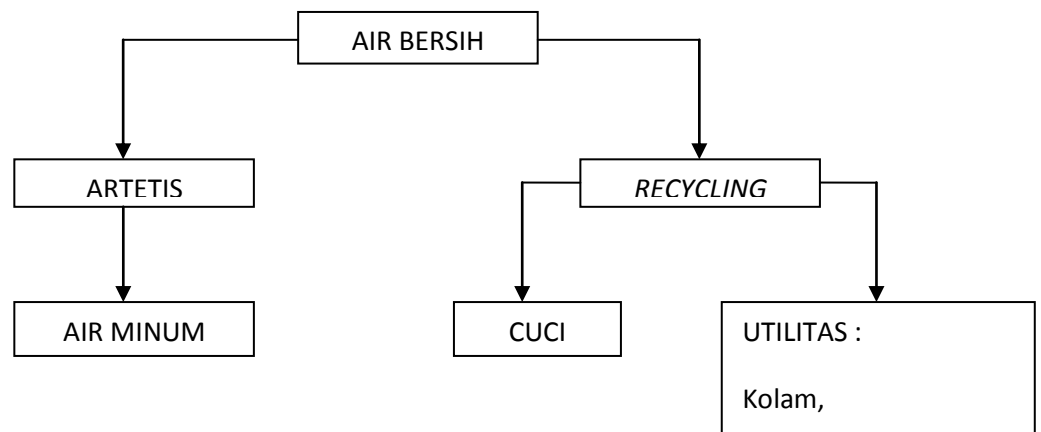 AIR BERSIH
ARTETIS
RECYCLING
AIR MINUM
CUCI
UTILITAS :
Kolam,